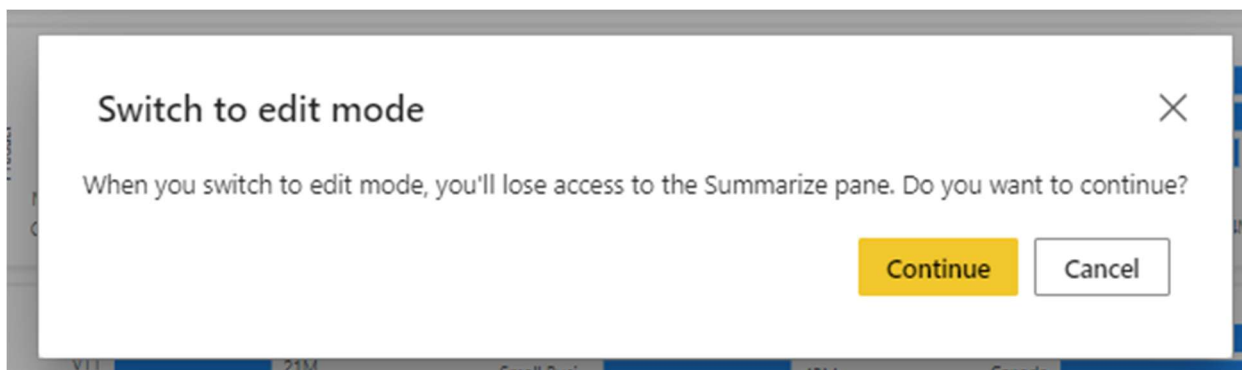 Switch to edit mode
When you switch to edit mode, you'll lose access to the Summarize pane. Do you want to continue?
Continue
Cancel
21M